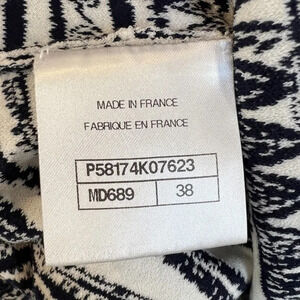 MADE IN FRANCE
FABRIQUE EN FRANCE
P58174K07623
MD689 38